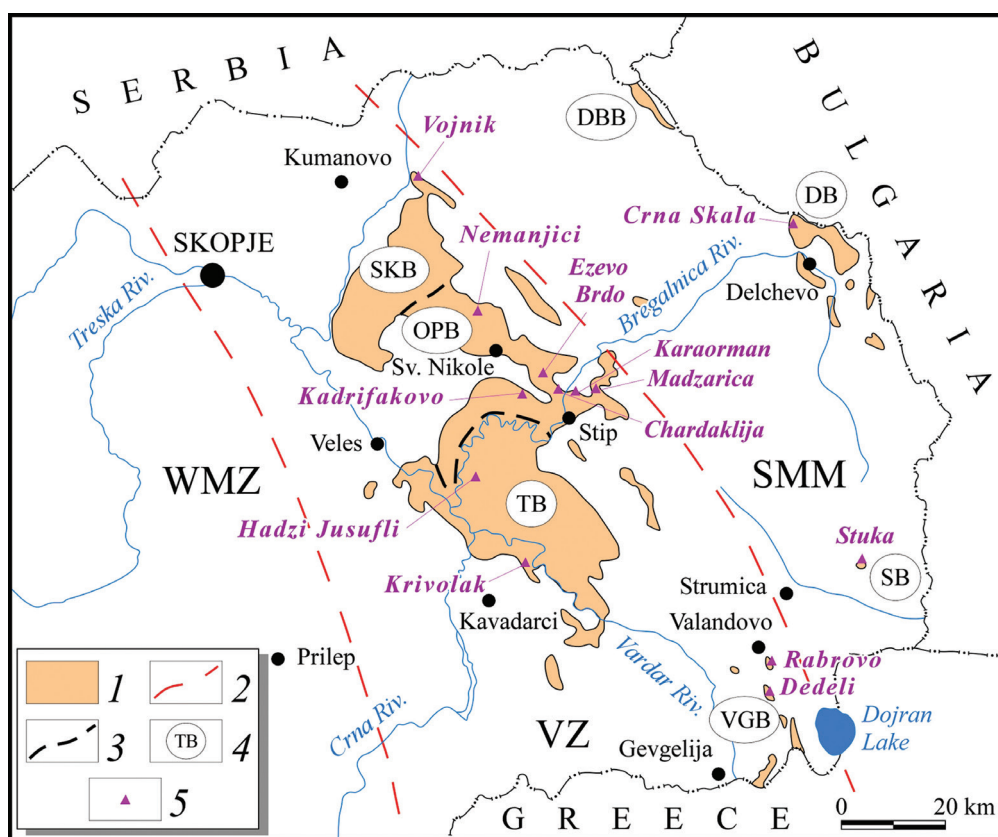 SERBIA
BULGARIA
DBB
Vojnik
Kumanovo
DB
Crna Skala
Nemanjici
SKOPJE
Ezevo
Brdo
Bregalnica Riv.
SKB
Treska Riv.
Delchevo
OPB
Sv. Nikole
Karaorman
Madzarica
Kadrifakovo
Stip
Chardaklija
Veles
WMZ
SMM
TB
Hadzi Jusufli
Stuka
SB
Krivolak
Strumica
Kavadarci
Valandovo
Prilep
Rabrovo
Dedeli
Vardar Riv.
Crna Riv.
VGB
Dojran
Lake
VZ
Gevgelija
GREECE
1
2
3
TB
4
5
0
20 km